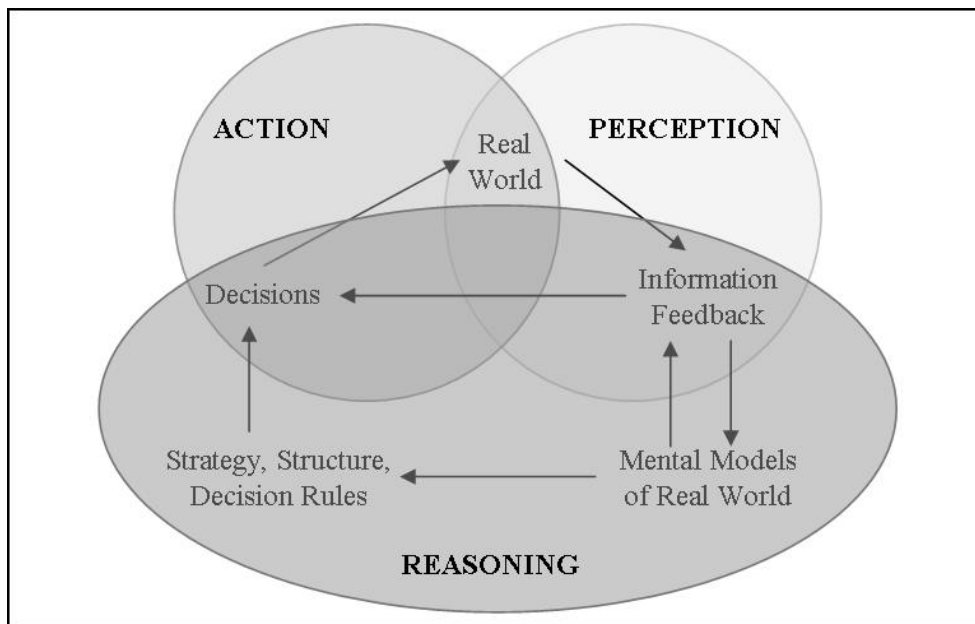 ACTION
PERCEPTION
Real
World
Decisions
Information
Feedback
Strategy, Structure,
Decision Rules
Mental Models
of Real World
REASONING